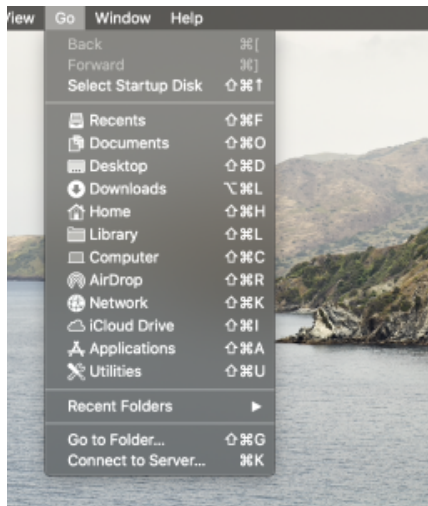 View Go Window Help
Back ⌘[
Forward ⌘]
Select Startup Disk ⇧⌘↑
Recents ⇧⌘F
Documents ⇧⌘O
Desktop ⇧⌘D
Downloads ⌥⌘L
Home ⇧⌘H
Library ⇧⌘L
Computer ⇧⌘C
AirDrop ⇧⌘R
Network ⇧⌘K
iCloud Drive ⇧⌘I
Applications ⇧⌘A
Utilities ⇧⌘U
Recent Folders ▶
Go to Folder... ⇧⌘G
Connect to Server... ⌘K